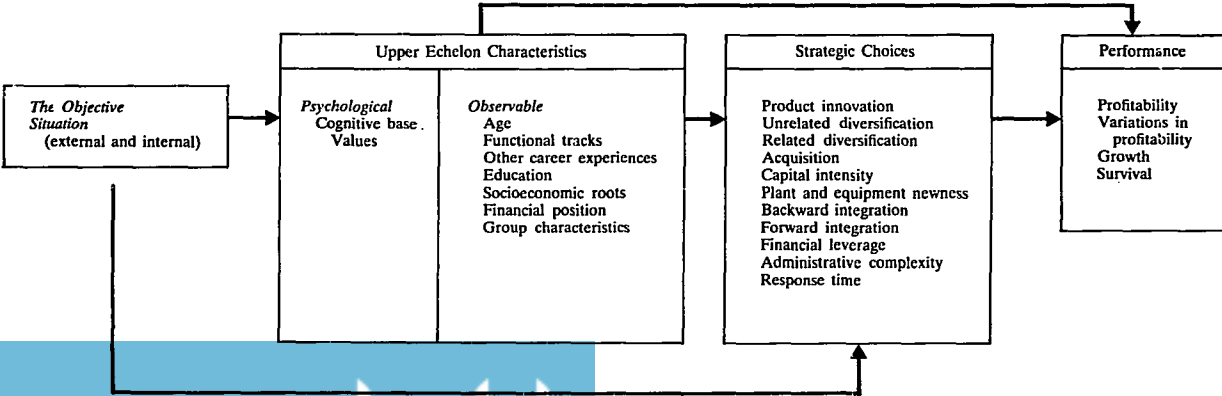 Upper Echelon Characteristics
Strategic Choices
Performance
The Objective
Situation
(external and internal)
Psychological
Cognitive base.
Values
Observable
Age
Functional tracks
Other career experiences
Education
Socioeconomic roots
Financial position
Group characteristics
Product innovation
Unrelated diversification
Related diversification
Acquisition
Capital intensity
Plant and equipment newness
Backward integration
Forward integration
Financial leverage
Administrative complexity
Response time
Profitability
Variations in
profitability
Growth
Survival